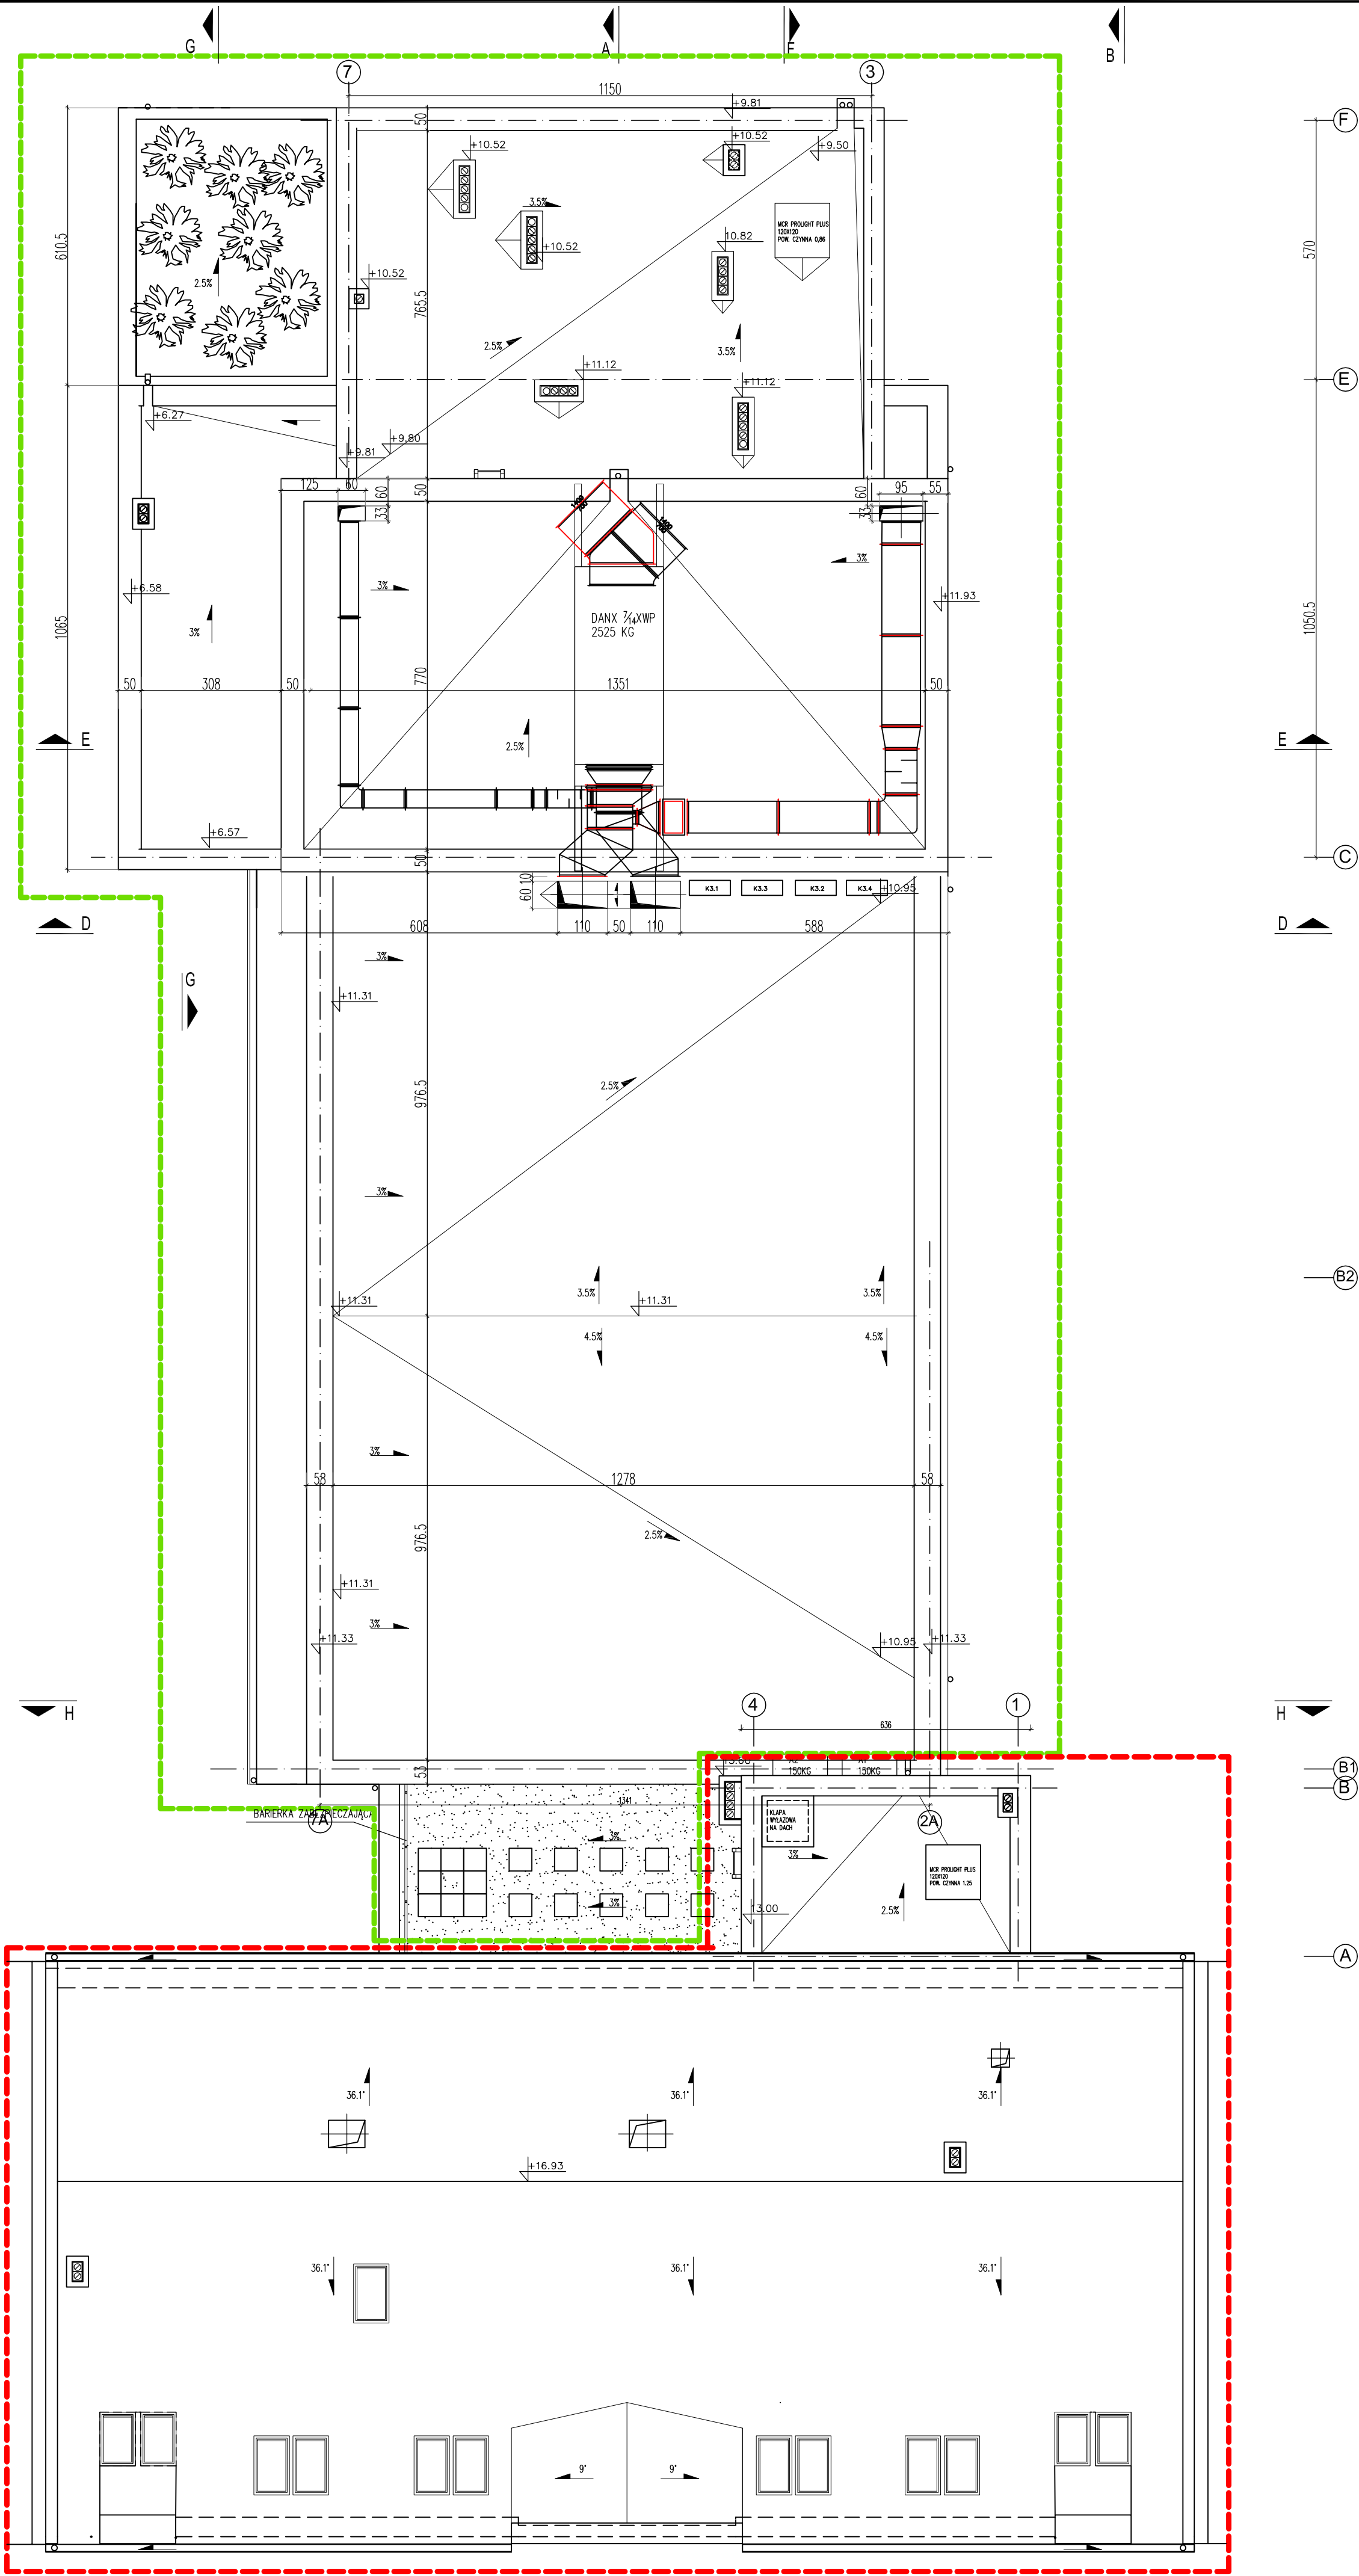 G
A
F
B
7
3
1150
F
50
+9.81
+10.52
+10.52
+9.50
3.5%
MCR PROLIGHT PLUS
120X120
POW. CZYNNA 0,86
610.5
+10.52
10.82
570
2.5%
+10.52
765.5
2.5%
3.5%
+11.12
+11.12
E
+6.27
+9.80
+9.81
125
60
60
33
50
60
33
95
55
3%
3%
+6.58
+11.93
DANX 7/14XWP
2525 KG
3%
1065
1050.5
770
50
308
50
1351
50
E
2.5%
E
+6.57
50
C
60
10
K3.1
K3.3
K3.2
K3.4
+10.95
D
608
110
50
110
588
D
3%
G
+11.31
976.5
2.5%
3%
B2
3.5%
3.5%
+11.31
+11.31
4.5%
4.5%
3%
58
1278
58
976.5
2.5%
+11.31
3%
+11.33
+10.95
+11.33
H
4
1
H
636
53
150KG
150KG
B1
B
1341
BARIERKA ZABEZPIECZAJĄCA
7A
2A
KLAPA
WYŁAZOWA
NA DACH
3%
3%
MCR PROLIGHT PLUS
120X120
POW. CZYNNA 1.25
3%
13.00
2.5%
A
36.1°
36.1°
36.1°
+16.93
36.1°
36.1°
36.1°
9°
9°